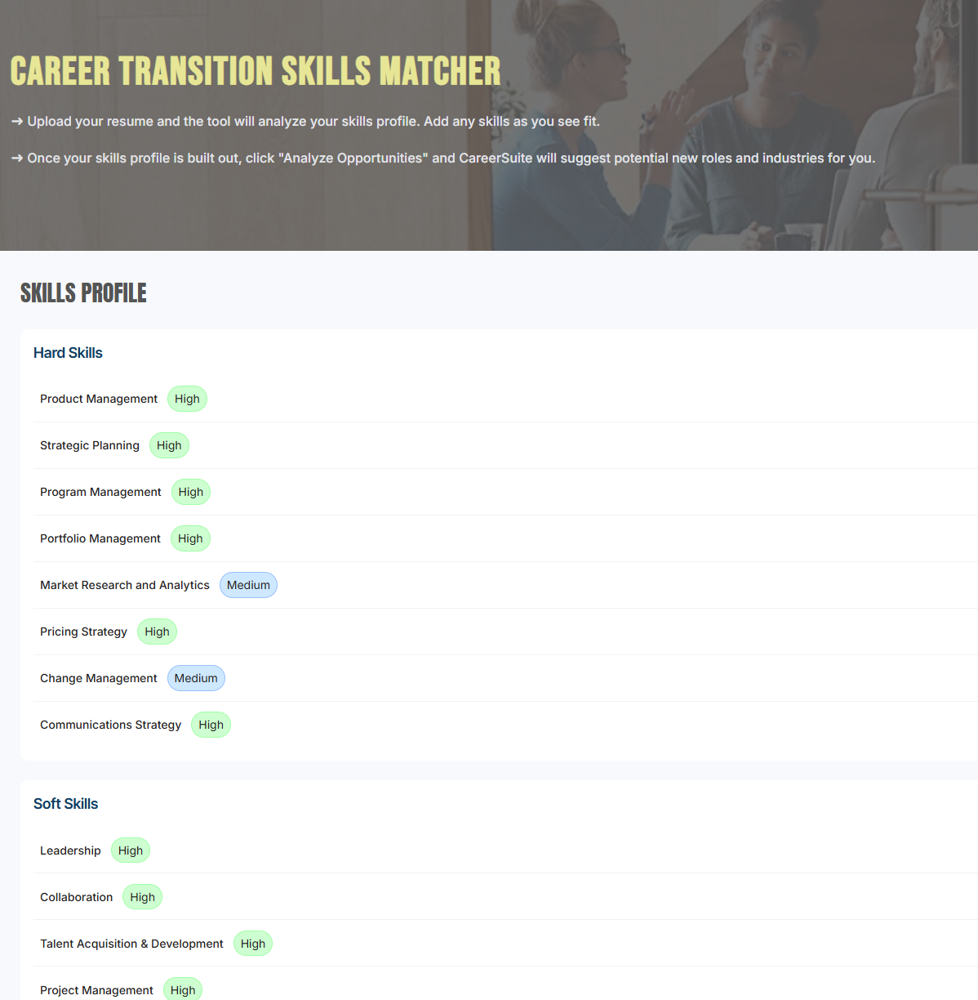 CAREER TRANSITION SKILLS MATCHER
➔ Upload your resume and the tool will analyze your skills profile. Add any skills as you see fit.
➔ Once your skills profile is built out, click "Analyze Opportunities" and CareerSuite will suggest potential new roles and industries for you.
SKILLS PROFILE
Hard Skills
Product Management High
Strategic Planning High
Program Management High
Portfolio Management High
Market Research and Analytics Medium
Pricing Strategy High
Change Management Medium
Communications Strategy High
Soft Skills
Leadership High
Collaboration High
Talent Acquisition & Development High
Project Management High